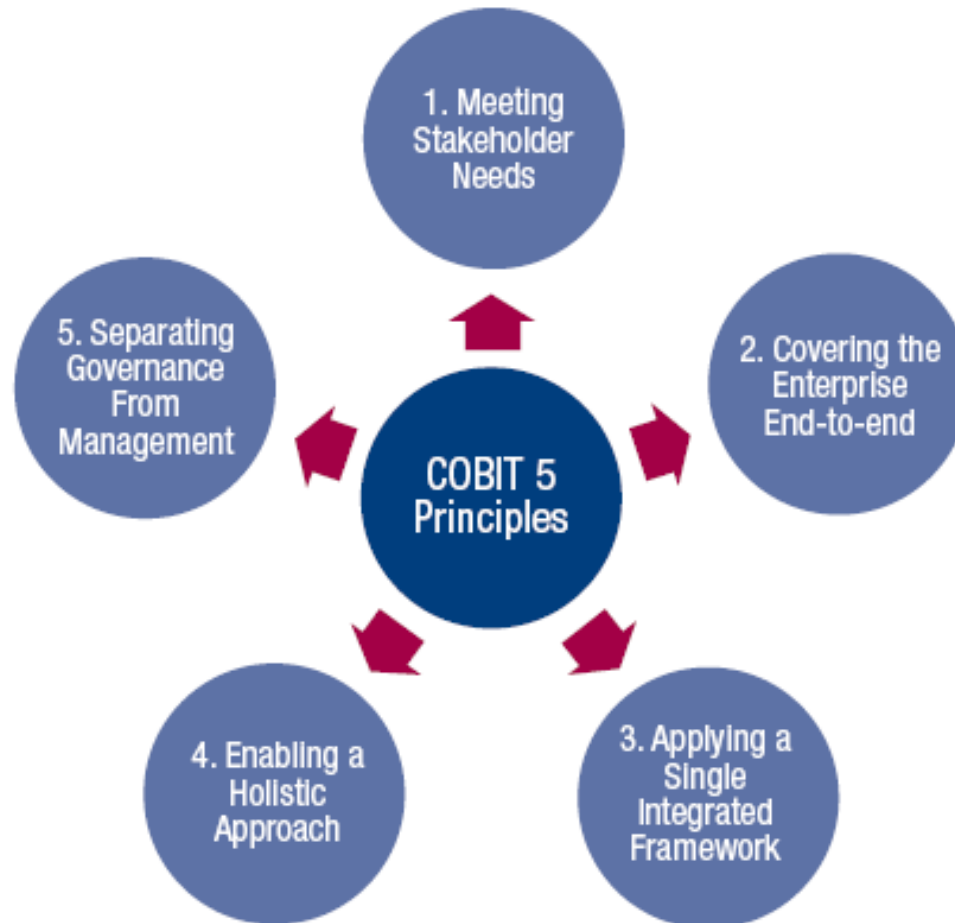 1. Meeting
Stakeholder
Needs
2. Covering the
Enterprise
End-to-end
3. Applying a
Single
Integrated
Framework
4. Enabling a
Holistic
Approach
5. Separating
Governance
From
Management
COBIT 5
Principles